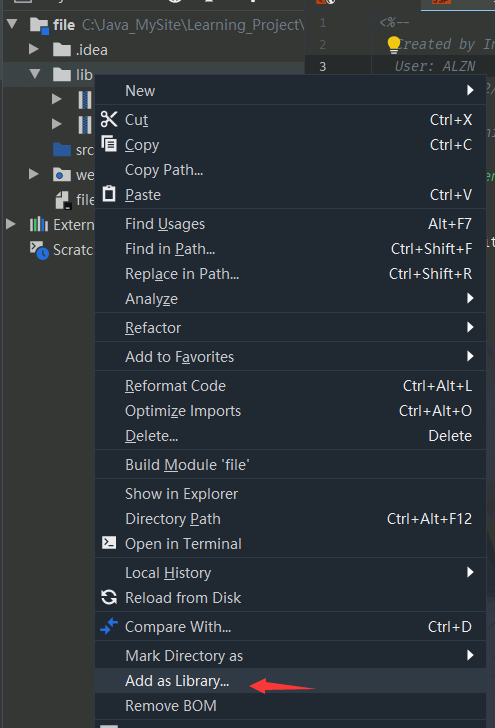 file C:\Java_MySite\Learning_Project\
.idea
lib
src
we
file
Extern
Scratc
1 <%--
2 Created by In
3 User: ALZN
New
Cut Ctrl+X
Copy Ctrl+C
Copy Path...
Paste Ctrl+V
Find Usages Alt+F7
Find in Path... Ctrl+Shift+F
Replace in Path... Ctrl+Shift+R
Analyze
Refactor
Add to Favorites
Reformat Code Ctrl+Alt+L
Optimize Imports Ctrl+Alt+O
Delete... Delete
Build Module 'file'
Show in Explorer
Directory Path Ctrl+Alt+F12
Open in Terminal
Local History
Reload from Disk
Compare With... Ctrl+D
Mark Directory as
Add as Library...
Remove BOM